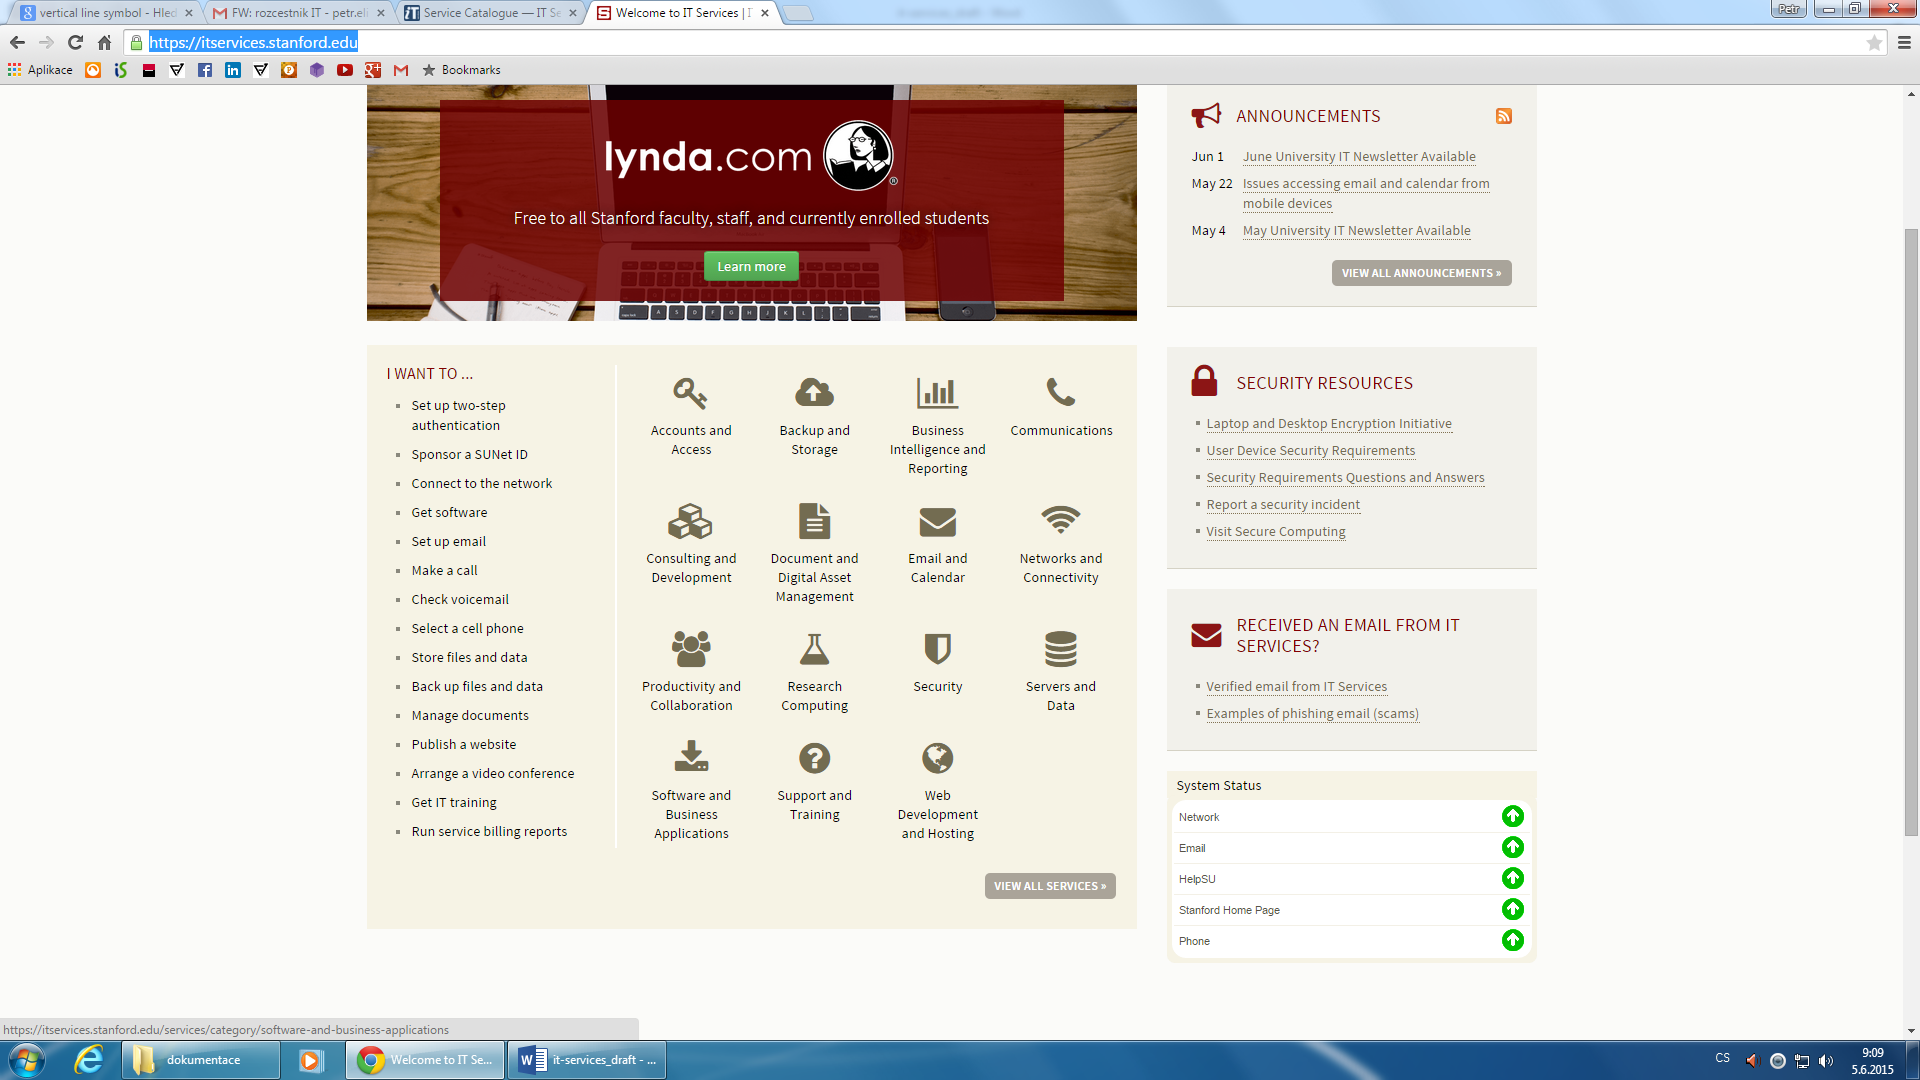 vertical line symbol - Hled
FW: rozcestnik IT - petr.eli
Service Catalogue — IT Se
Welcome to IT Services | I
Petr
https://itservices.stanford.edu
Aplikace
Bookmarks
lynda.com
Free to all Stanford faculty, staff, and currently enrolled students
Learn more
ANNOUNCEMENTS
Jun 1 June University IT Newsletter Available
May 22 Issues accessing email and calendar from
mobile devices
May 4 May University IT Newsletter Available
VIEW ALL ANNOUNCEMENTS »
I WANT TO ...
Set up two-step
authentication
Sponsor a SUNet ID
Connect to the network
Get software
Set up email
Make a call
Check voicemail
Select a cell phone
Store files and data
Back up files and data
Manage documents
Publish a website
Arrange a video conference
Get IT training
Run service billing reports
Accounts and
Access
Backup and
Storage
Business
Intelligence and
Reporting
Communications
Consulting and
Development
Document and
Digital Asset
Management
Email and
Calendar
Networks and
Connectivity
Productivity and
Collaboration
Research
Computing
Security
Servers and
Data
Software and
Business
Applications
Support and
Training
Web
Development
and Hosting
VIEW ALL SERVICES »
SECURITY RESOURCES
Laptop and Desktop Encryption Initiative
User Device Security Requirements
Security Requirements Questions and Answers
Report a security incident
Visit Secure Computing
RECEIVED AN EMAIL FROM IT
SERVICES?
Verified email from IT Services
Examples of phishing email (scams)
System Status
Network
Email
HelpSU
Stanford Home Page
Phone
https://itservices.stanford.edu/services/category/software-and-business-applications
dokumentace
Welcome to IT Se...
it-services_draft - ...
CS
9:09
5.6.2015